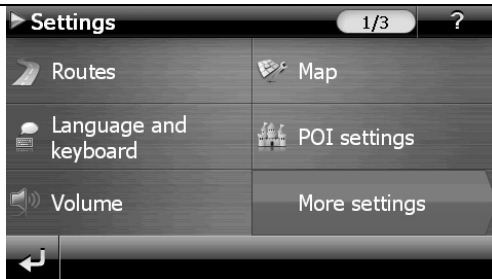 Settings
1/3
?
Routes
Map
Language and
keyboard
POI settings
Volume
More settings